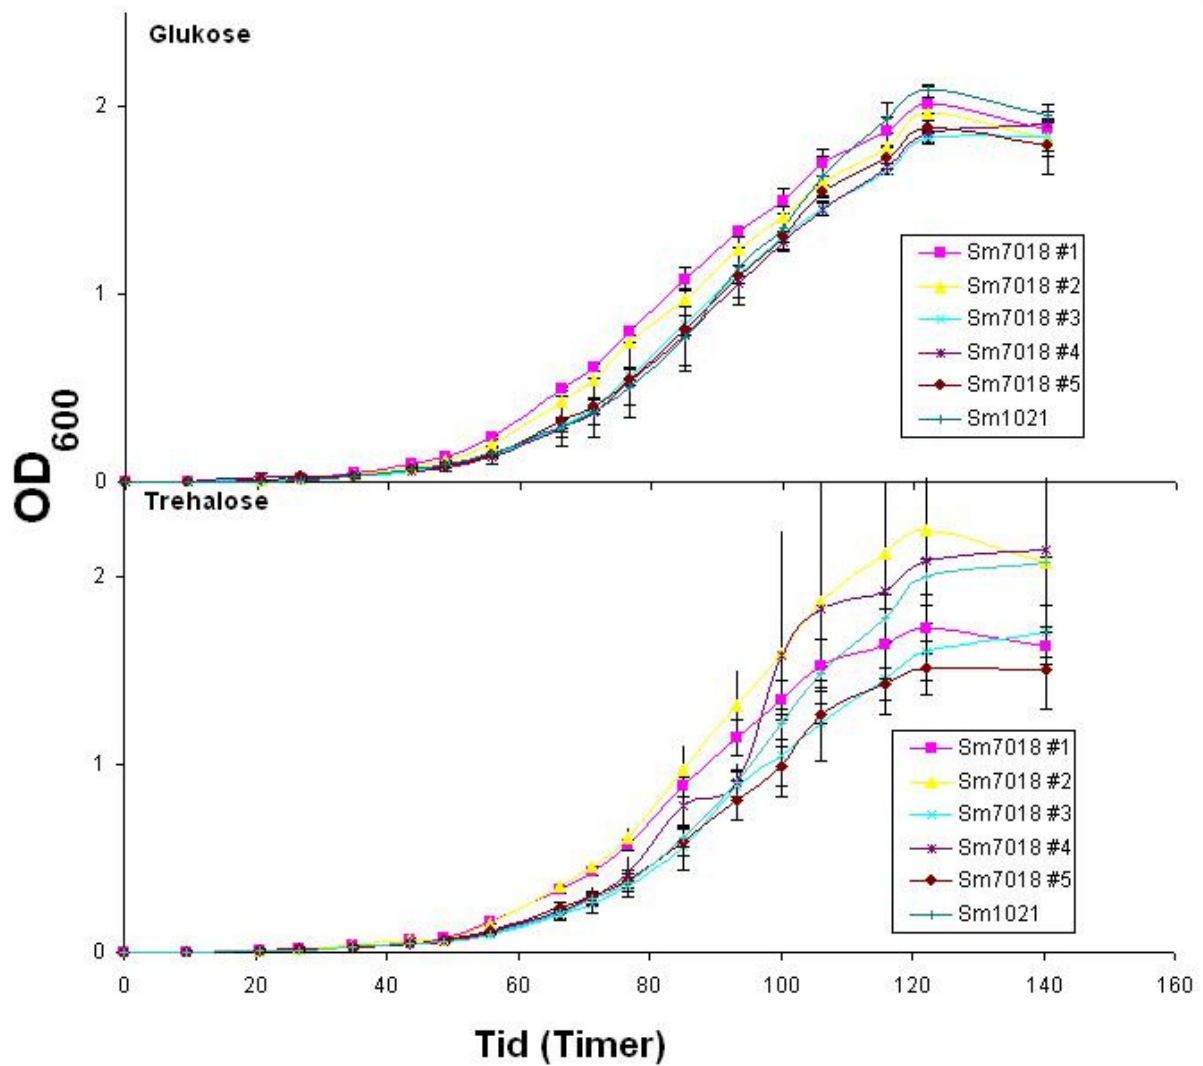 Glukose
2
1
0
Sm7018 #1
Sm7018 #2
Sm7018 #3
Sm7018 #4
Sm7018 #5
Sm1021
OD600
Trehalose
2
1
0
Sm7018 #1
Sm7018 #2
Sm7018 #3
Sm7018 #4
Sm7018 #5
Sm1021
0 20 40 60 80 100 120 140 160
Tid (Timer)